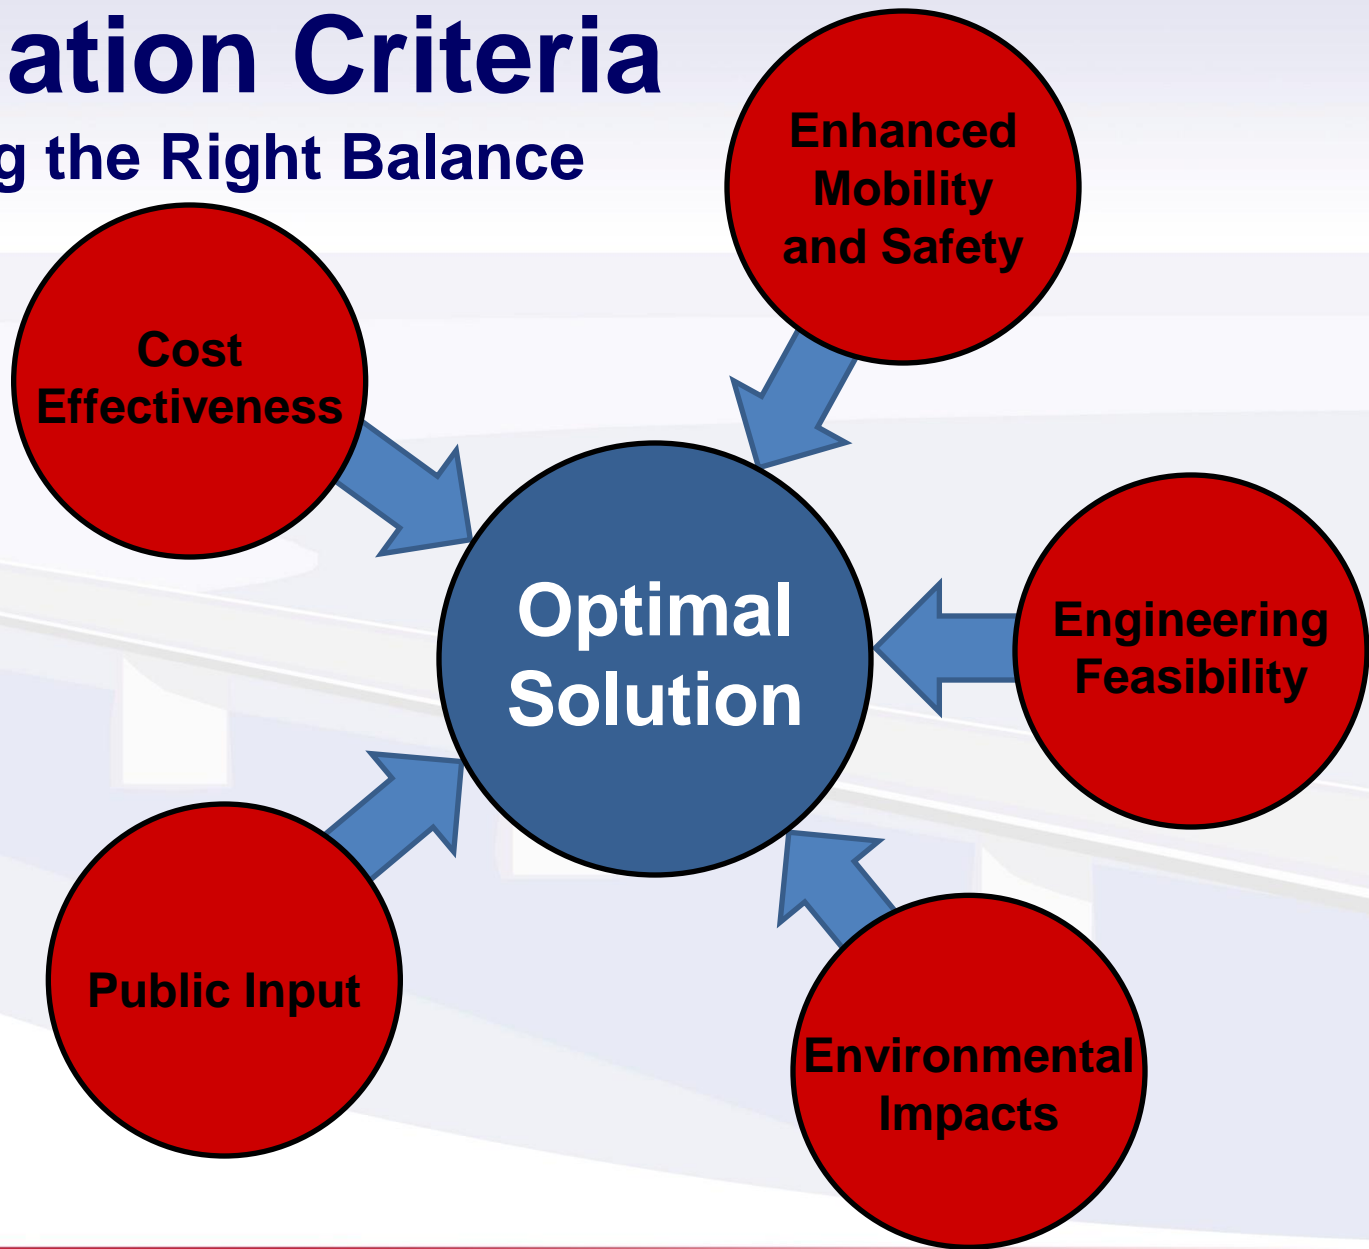 ation Criteria
g the Right Balance
Enhanced
Mobility
and Safety
Cost
Effectiveness
Optimal
Solution
Engineering
Feasibility
Public Input
Environmental
Impacts